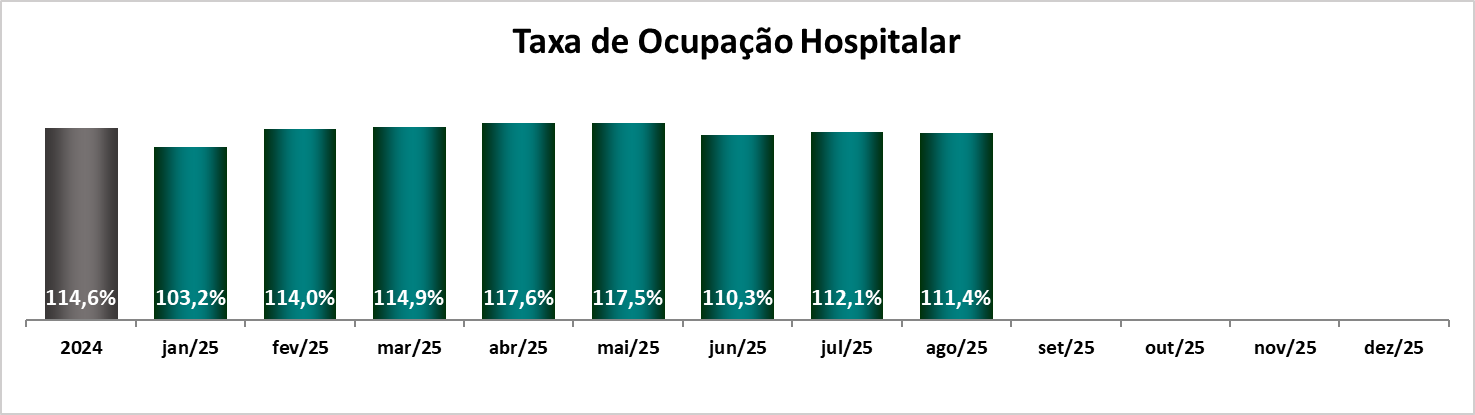 Taxa de Ocupação Hospitalar
114,6% 103,2% 114,0% 114,9% 117,6% 117,5% 110,3% 112,1% 111,4%
2024 jan/25 fev/25 mar/25 abr/25 mai/25 jun/25 jul/25 ago/25 set/25 out/25 nov/25 dez/25